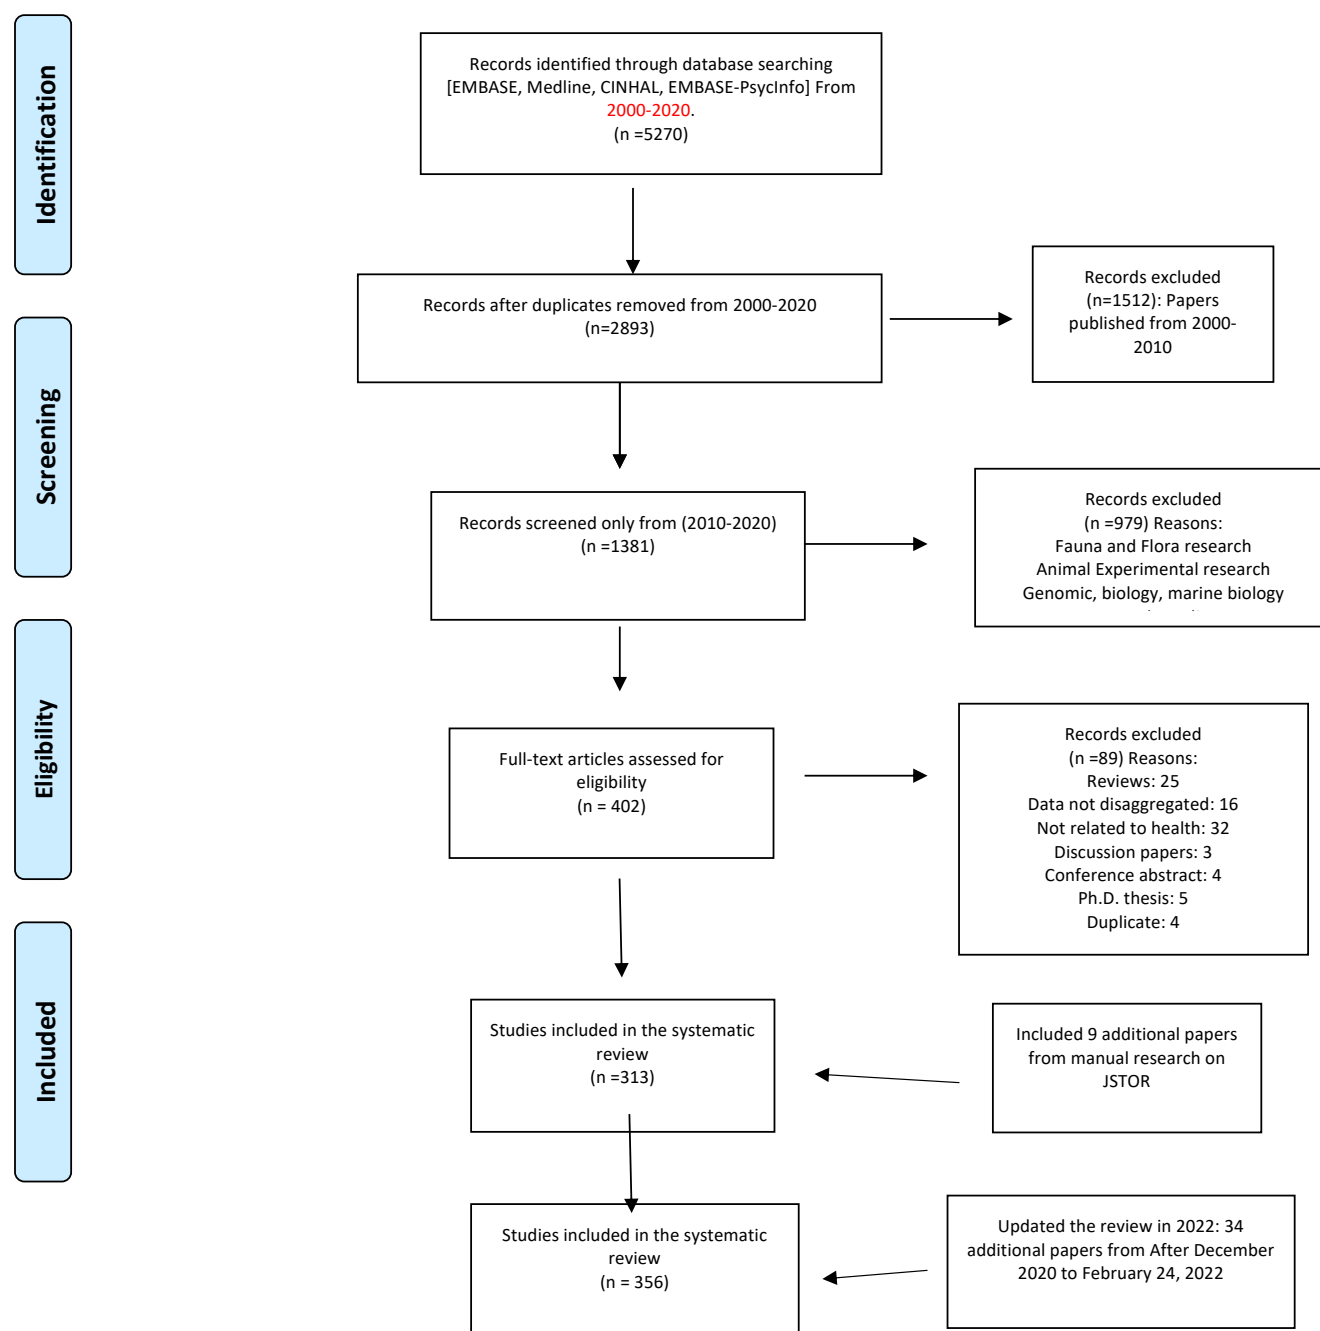 Identification
Records identified through database searching
[EMBASE, Medline, CINHAL, EMBASE-PsycInfo] From
2000-2020.
(n =5270)
Records after duplicates removed from 2000-2020
(n=2893)
Records excluded
(n=1512): Papers
published from 2000-
2010
Screening
Records screened only from (2010-2020)
(n =1381)
Records excluded
(n =979) Reasons:
Fauna and Flora research
Animal Experimental research
Genomic, biology, marine biology
Eligibility
Full-text articles assessed for
eligibility
(n = 402)
Records excluded
(n =89) Reasons:
Reviews: 25
Data not disaggregated: 16
Not related to health: 32
Discussion papers: 3
Conference abstract: 4
Ph.D. thesis: 5
Duplicate: 4
Included
Studies included in the systematic
review
(n =313)
Included 9 additional papers
from manual research on
JSTOR
Studies included in the systematic
review
(n = 356)
Updated the review in 2022: 34
additional papers from After December
2020 to February 24, 2022